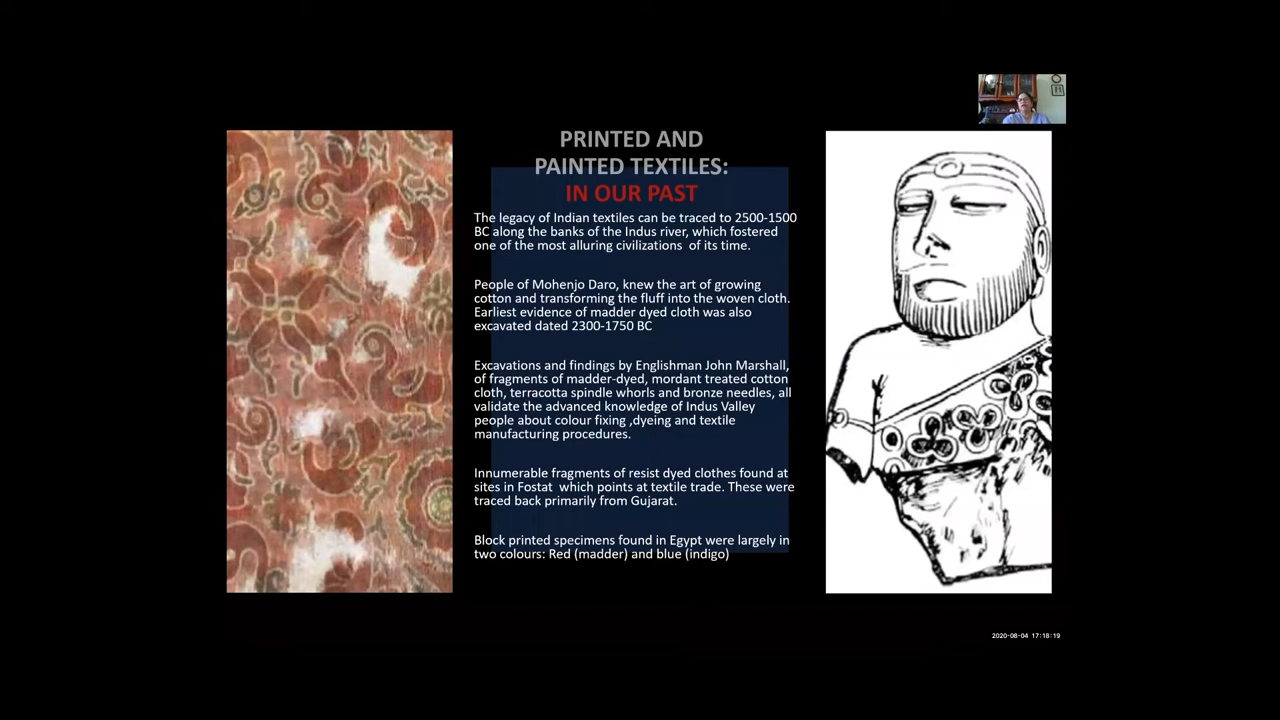 PRINTED AND
PAINTED TEXTILES:
IN OUR PAST
The legacy of Indian textiles can be traced to 2500-1500
BC along the banks of the Indus river, which fostered
one of the most alluring civilizations of its time.
People of Mohenjo Daro, knew the art of growing
cotton and transforming the fluff into the woven cloth.
Earliest evidence of madder dyed cloth was also
excavated dated 2300-1750 BC
Excavations and findings by Englishman John Marshall,
of fragments of madder-dyed, mordant treated cotton
cloth, terracotta spindle whorls and bronze needles, all
validate the advanced knowledge of Indus Valley
people about colour fixing ,dyeing and textile
manufacturing procedures.
Innumerable fragments of resist dyed clothes found at
sites in Fostat which points at textile trade. These were
traced back primarily from Gujarat.
Block printed specimens found in Egypt were largely in
two colours: Red (madder) and blue (indigo)
2020-08-04 17:18:19